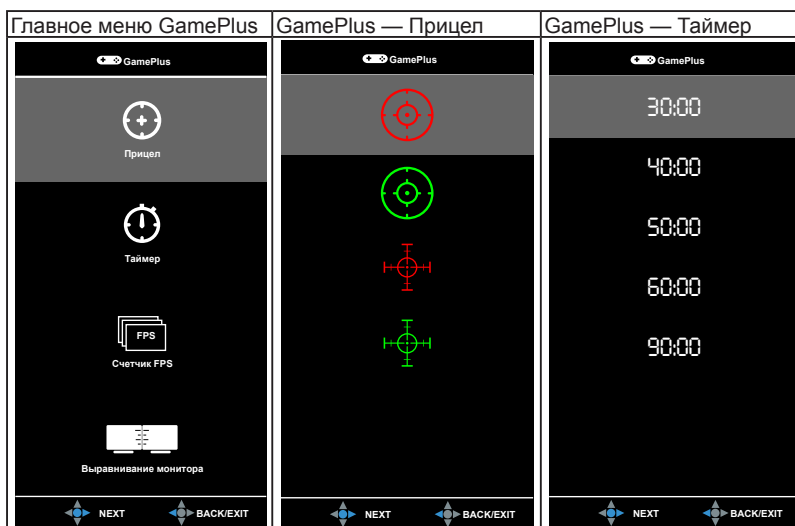 Главное меню GamePlus
GamePlus
Прицел
Таймер
FPS
Счетчик FPS
Выравнивание монитора
NEXT BACK/EXIT
GamePlus — Прицел
GamePlus
NEXT BACK/EXIT
GamePlus — Таймер
GamePlus
30:00
40:00
50:00
60:00
90:00
NEXT BACK/EXIT